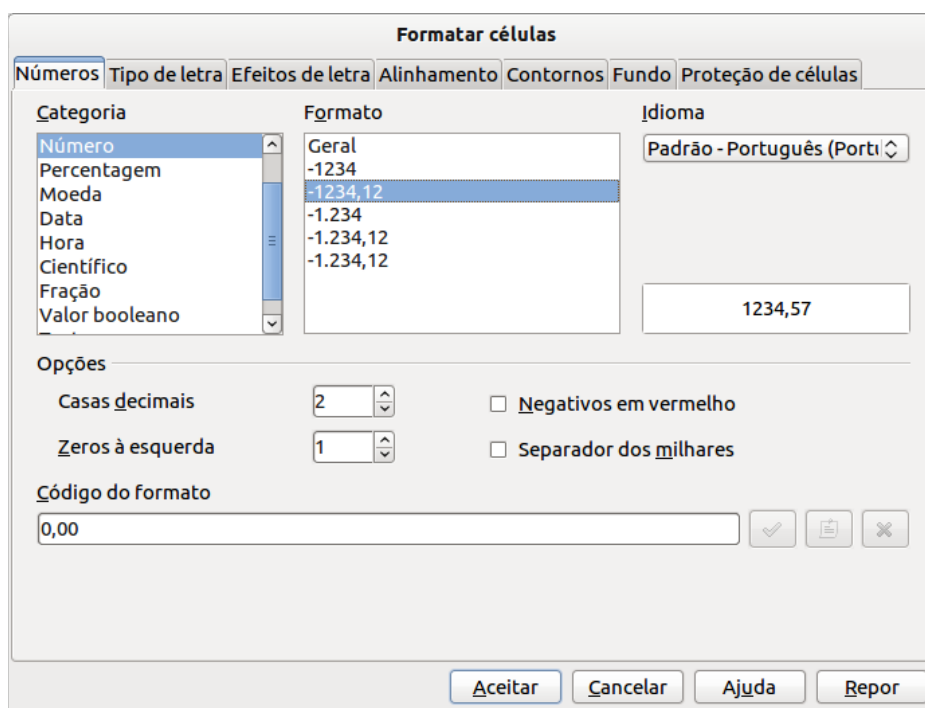 Formatar células
Números Tipo de letra Efeitos de letra Alinhamento Contornos Fundo Proteção de células
Categoria
Número
Percentagem
Moeda
Data
Hora
Científico
Fração
Valor booleano
Formato
Geral
-1234
-1234,12
-1.234
-1.234,12
-1.234,12
Idioma
Padrão - Português (Portu
1234,57
Opções
Casas decimais 2
Negativos em vermelho
Zeros à esquerda 1
Separador dos milhares
Código do formato
0,00
Aceitar Cancelar Ajuda Repor